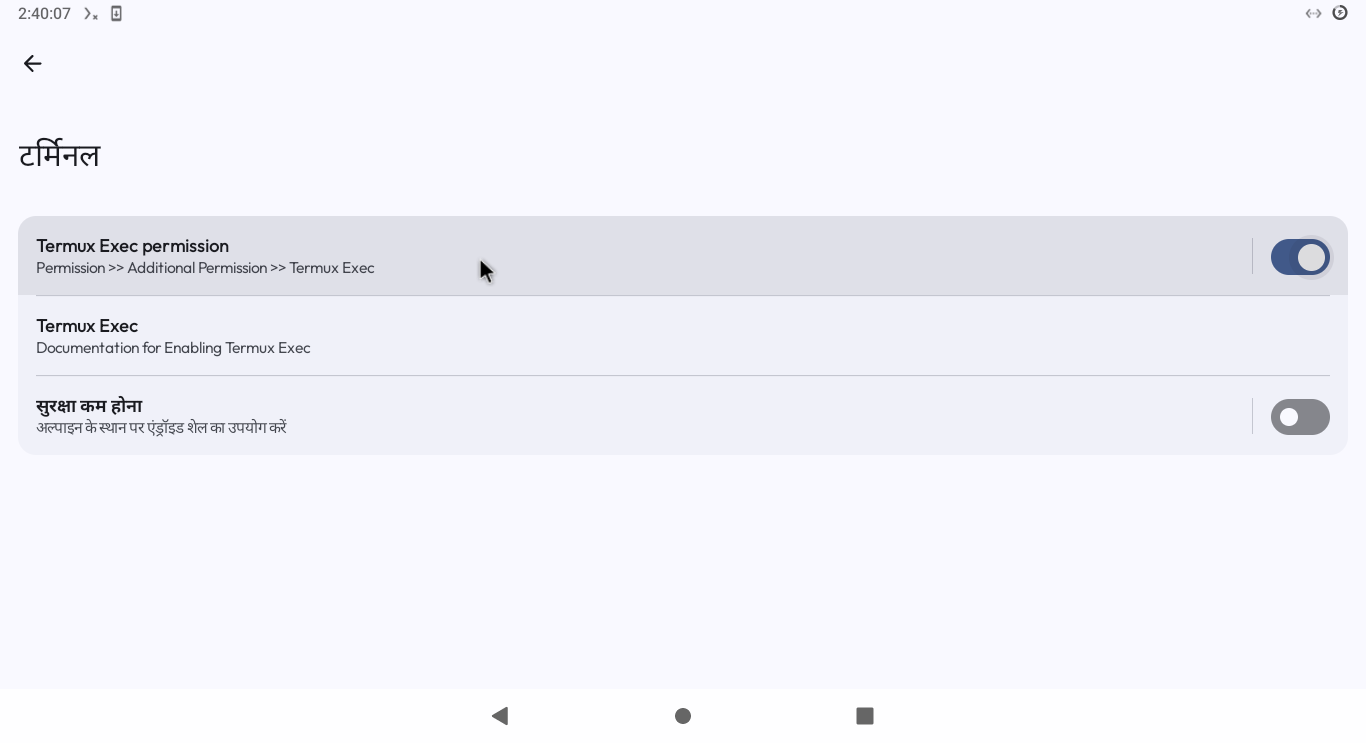 2:40:07
टर्मिनल
Termux Exec permission
Permission >> Additional Permission >> Termux Exec
Termux Exec
Documentation for Enabling Termux Exec
सुरक्षा कम होना
अल्पाइन के स्थान पर एंड्रॉइड शेल का उपयोग करें